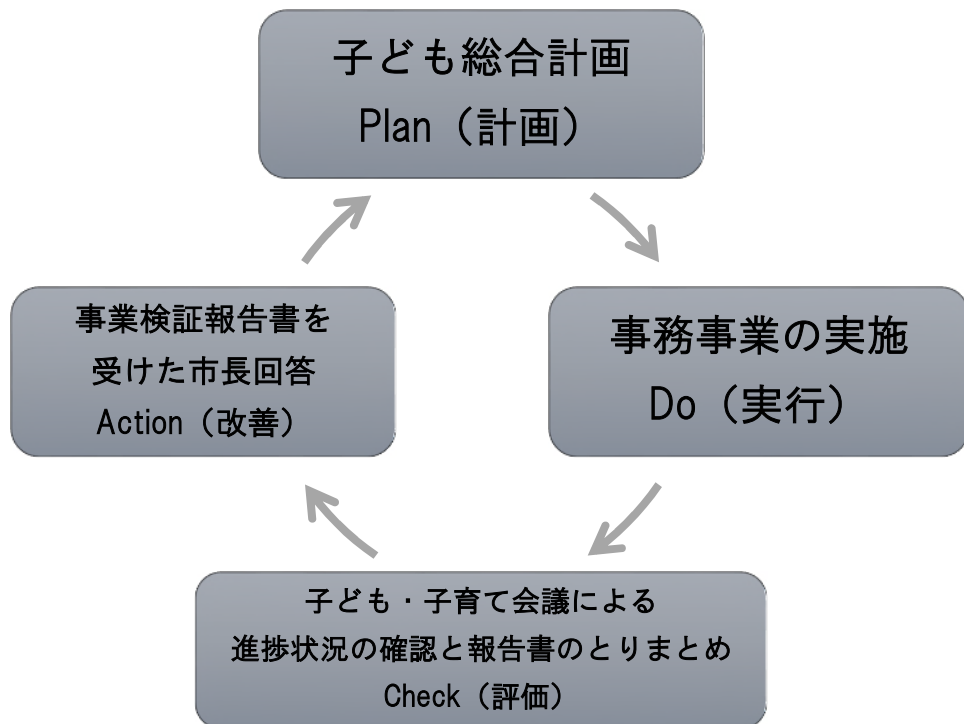 子ども総合計画
Plan（計画）
事務事業の実施
Do（実行）
子ども・子育て会議による
進捗状況の確認と報告書のとりまとめ
Check（評価）
事業検証報告書を
受けた市長回答
Action（改善）